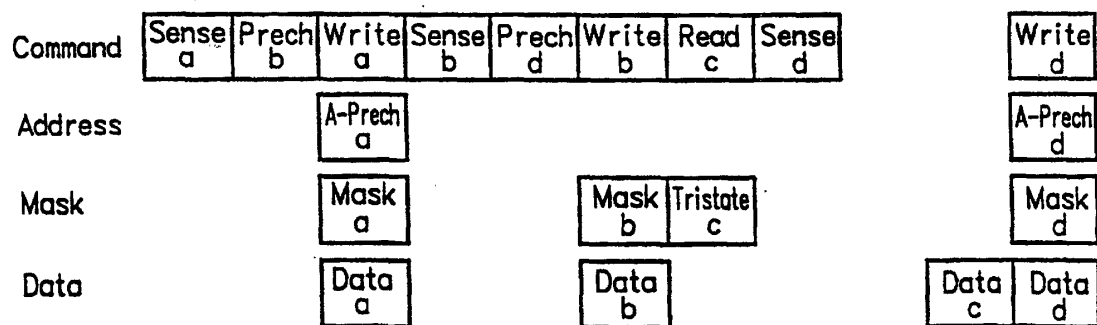 Command Sense Prech Write Sense Prech Write Read Sense Write
a b a b d b c d d
Address A-Prech A-Prech
a d
Mask Mask Mask Tristate Mask
a b c d
Data Data Data Data Data
a b c d